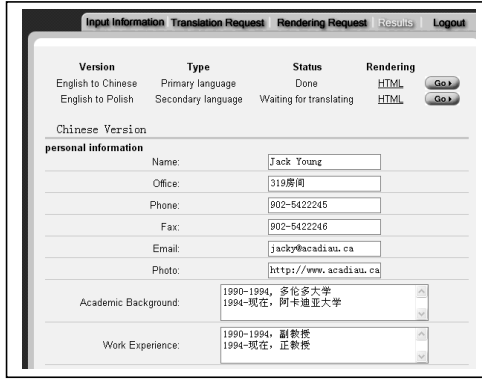 Input Information Translation Request Rendering Request Results Logout
Version Type Status Rendering
English to Chinese Primary language Done HTML Go
English to Polish Secondary language Waiting for translating HTML Go
Chinese Version
personal information
Name: Jack Young
Office: 319房间
Phone: 902-5422245
Fax: 902-5422246
Email: jacky@acadiau.ca
Photo: http://www.acadiau.ca
Academic Background: 1990-1994, 多伦多大学
1994-现在, 阿卡迪亚大学
Work Experience: 1990-1994, 副教授
1994-现在, 正教授